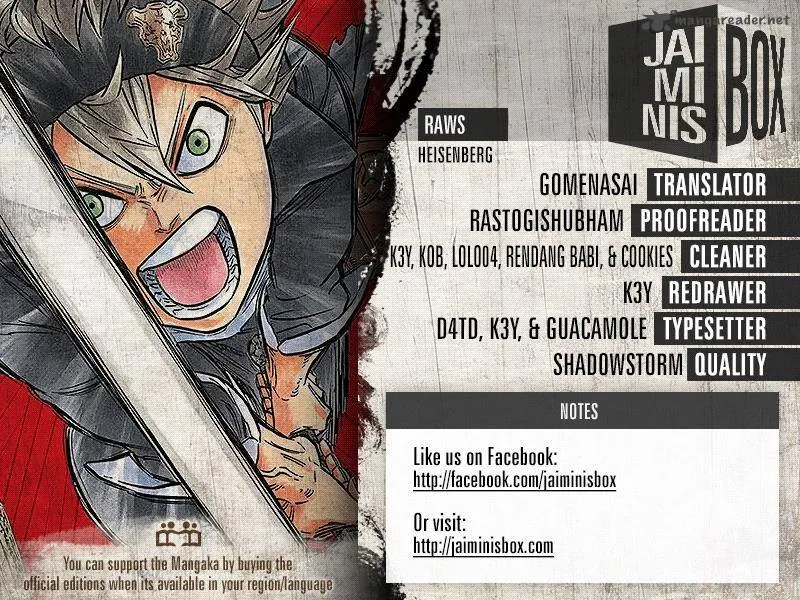 mangareader.net
JAI
MI
NIS
BOX
RAWS
HEISENBERG
GOMENASAI TRANSLATOR
RASTOGISHUBHAM PROOFREADER
K3Y, KOB, LOLO04, RENDANG BABI, & COOKIES CLEANER
K3Y REDRAWER
D4TD, K3Y, & GUACAMOLE TYPESETTER
SHADOWSTORM QUALITY
NOTES
Like us on Facebook:
http://facebook.com/jaiminisbox
Or visit:
http://jaiminisbox.com
You can support the Mangaka by buying the
official editions when its available in your region/language